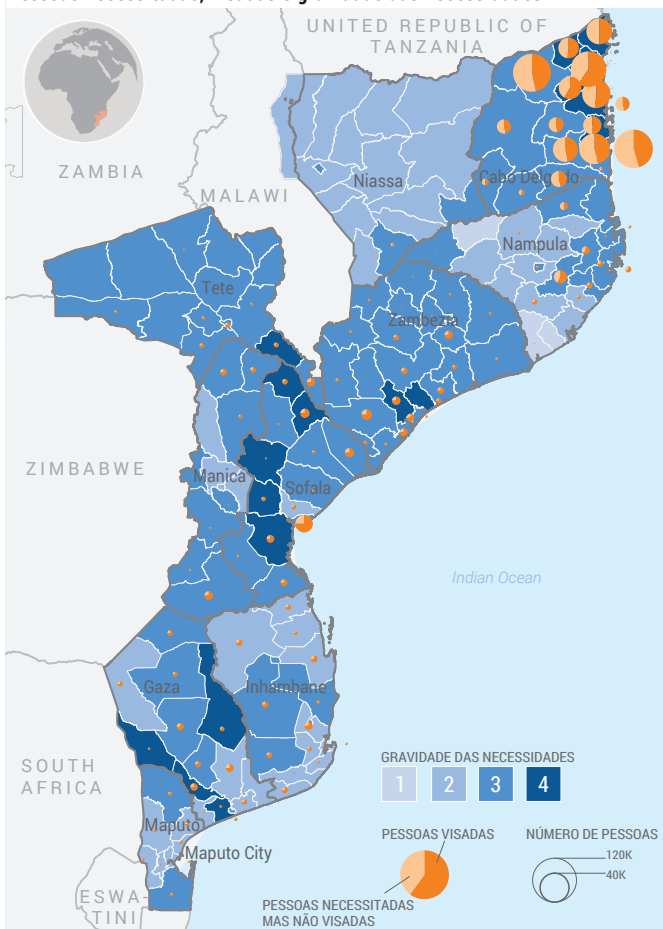 UNITED REPUBLIC OF
TANZANIA
ZAMBIA
MALAWI
Niassa
Cabo Delgado
Nampula
Tete
Zambezia
ZIMBABWE
Manica
Sofala
Indian Ocean
Gaza
Inhambane
SOUTH
AFRICA
GRAVIDADE DAS NECESSIDADES
1 2 3 4
Maputo
Maputo City
PESSOAS VISADAS
NÚMERO DE PESSOAS
120K
40K
ESWA-
TINI
PESSOAS NECESSITADAS
MAS NÃO VISADAS